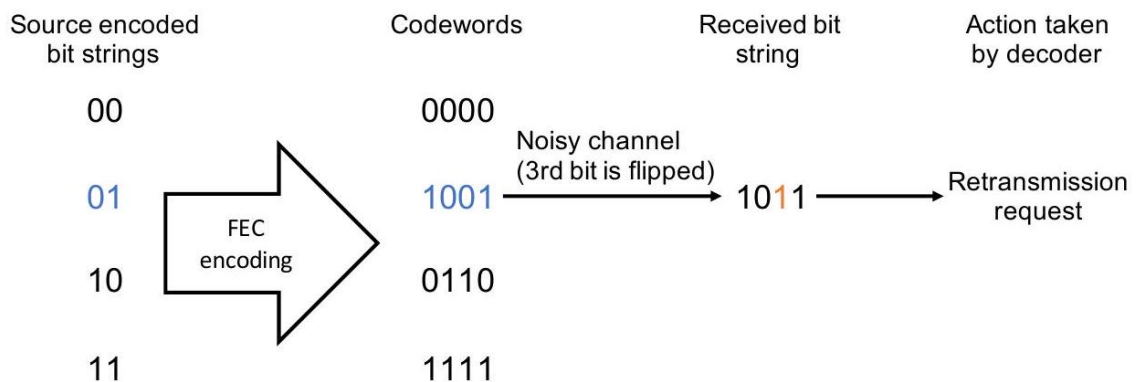 Source encoded
bit strings
Codewords
Received bit
string
Action taken
by decoder
00
0000
Noisy channel
(3rd bit is flipped)
01
1001
1011
Retransmission
request
FEC
encoding
10
0110
11
1111